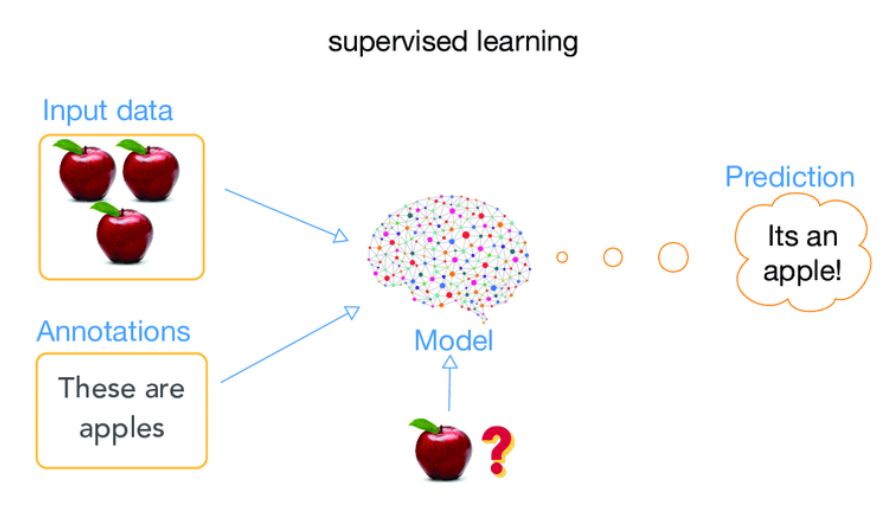 supervised learning
Input data
Annotations
These are
apples
Model
?
Prediction
Its an
apple!